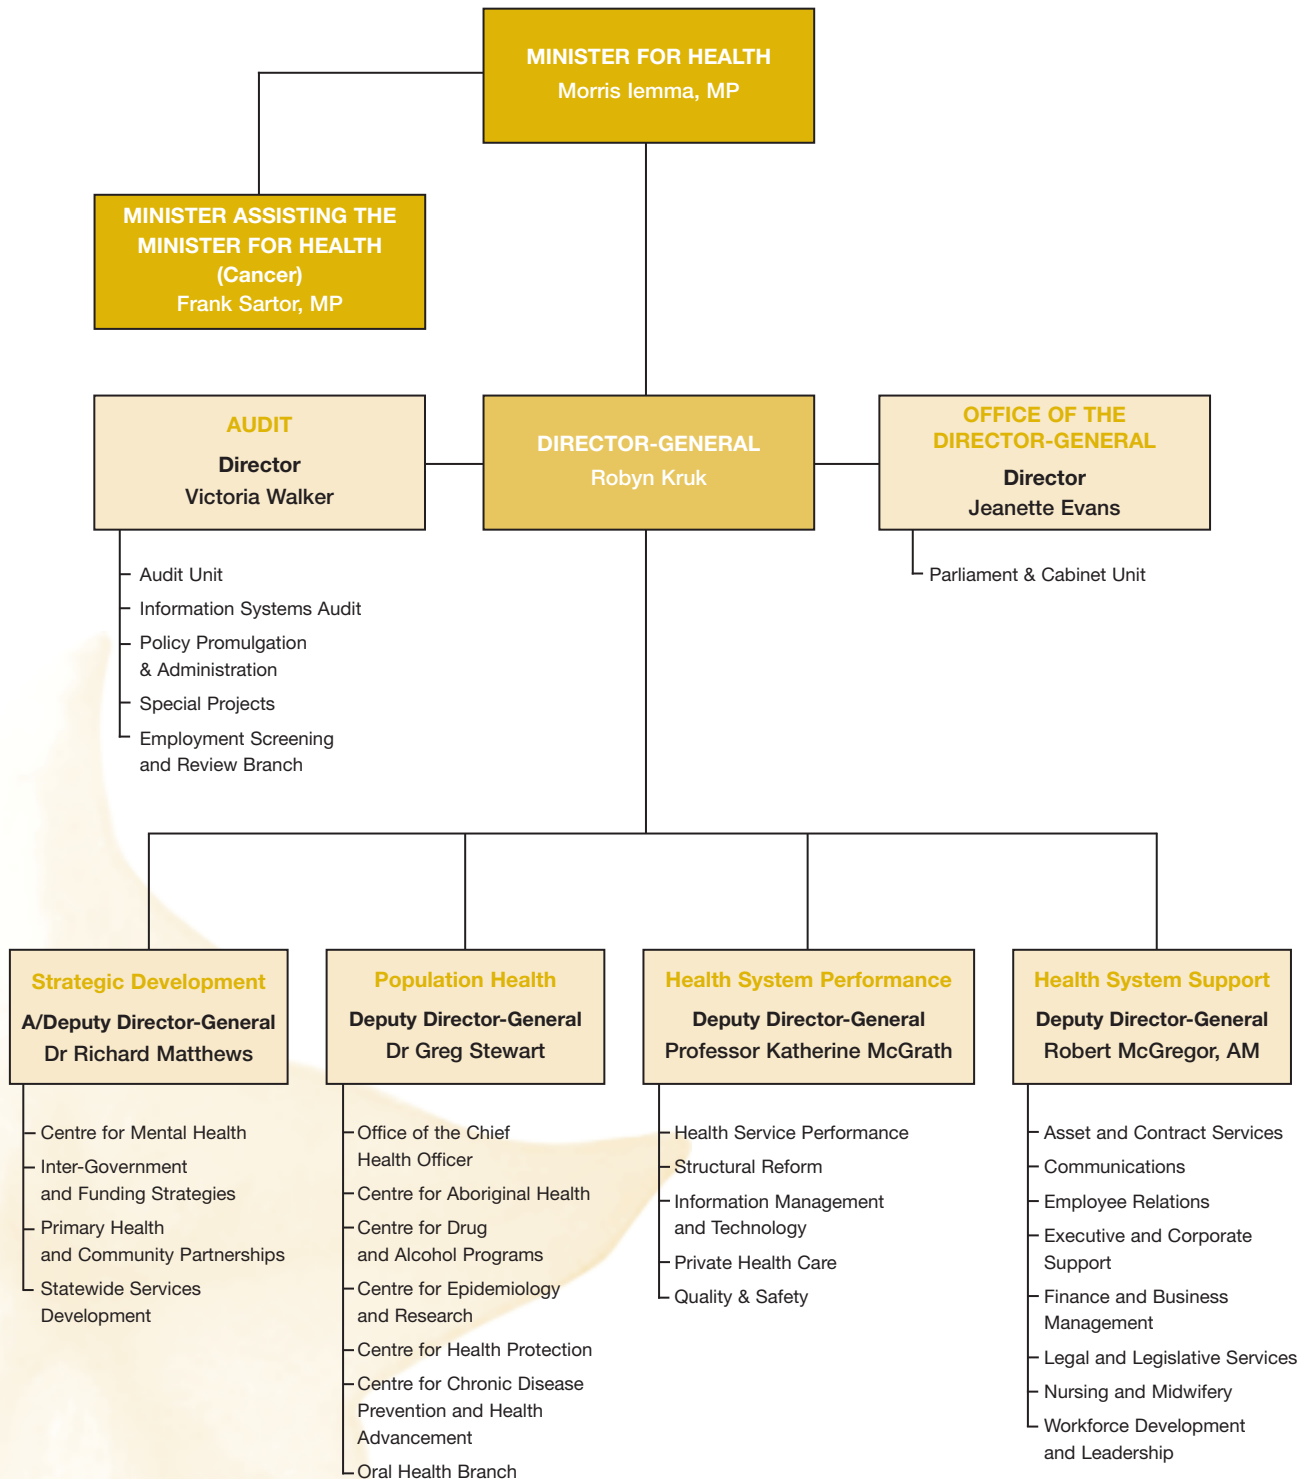 MINISTER FOR HEALTH
Morris Iemma, MP
MINISTER ASSISTING THE
MINISTER FOR HEALTH
(Cancer)
Frank Sartor, MP
AUDIT
Director
Victoria Walker
DIRECTOR-GENERAL
Robyn Kruk
OFFICE OF THE
DIRECTOR-GENERAL
Director
Jeanette Evans
Audit Unit
Information Systems Audit
Policy Promulgation
& Administration
Special Projects
Employment Screening
and Review Branch
Parliament & Cabinet Unit
Strategic Development
A/Deputy Director-General
Dr Richard Matthews
Centre for Mental Health
Inter-Government
and Funding Strategies
Primary Health
and Community Partnerships
Statewide Services
Development
Population Health
Deputy Director-General
Dr Greg Stewart
Office of the Chief
Health Officer
Centre for Aboriginal Health
Centre for Drug
and Alcohol Programs
Centre for Epidemiology
and Research
Centre for Health Protection
Centre for Chronic Disease
Prevention and Health
Advancement
Oral Health Branch
Health System Performance
Deputy Director-General
Professor Katherine McGrath
Health Service Performance
Structural Reform
Information Management
and Technology
Private Health Care
Quality & Safety
Health System Support
Deputy Director-General
Robert McGregor, AM
Asset and Contract Services
Communications
Employee Relations
Executive and Corporate
Support
Finance and Business
Management
Legal and Legislative Services
Nursing and Midwifery
Workforce Development
and Leadership